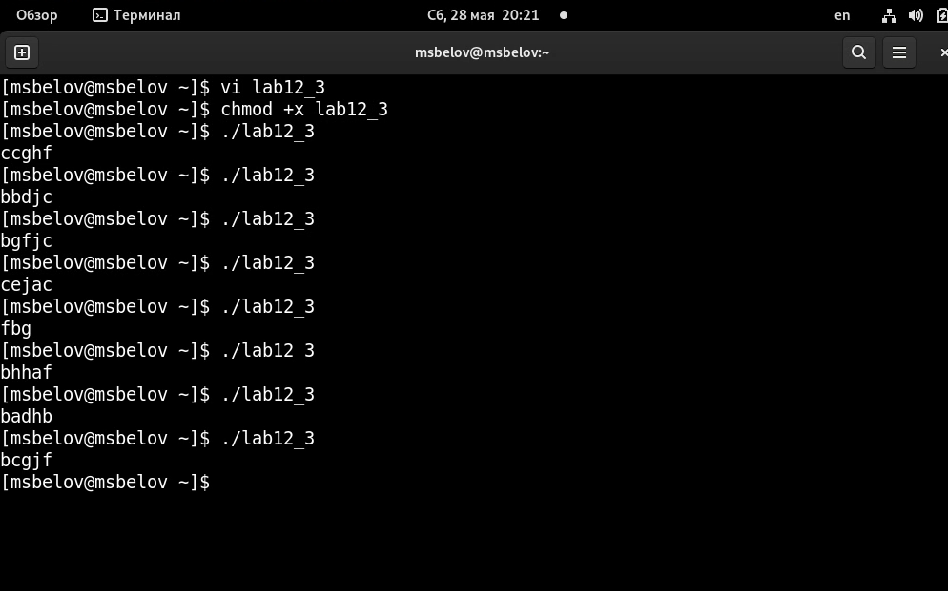 Обзор Терминал Сб, 28 мая 20:21 en
msbelov@msbelov:~
[msbelov@msbelov ~]$ vi lab12_3
[msbelov@msbelov ~]$ chmod +x lab12_3
[msbelov@msbelov ~]$ ./lab12_3
ccghf
[msbelov@msbelov ~]$ ./lab12_3
bbdjc
[msbelov@msbelov ~]$ ./lab12_3
bgfjc
[msbelov@msbelov ~]$ ./lab12_3
cejac
[msbelov@msbelov ~]$ ./lab12_3
fbg
[msbelov@msbelov ~]$ ./lab12 3
bhhaf
[msbelov@msbelov ~]$ ./lab12_3
badhb
[msbelov@msbelov ~]$ ./lab12_3
bcgjf
[msbelov@msbelov ~]$